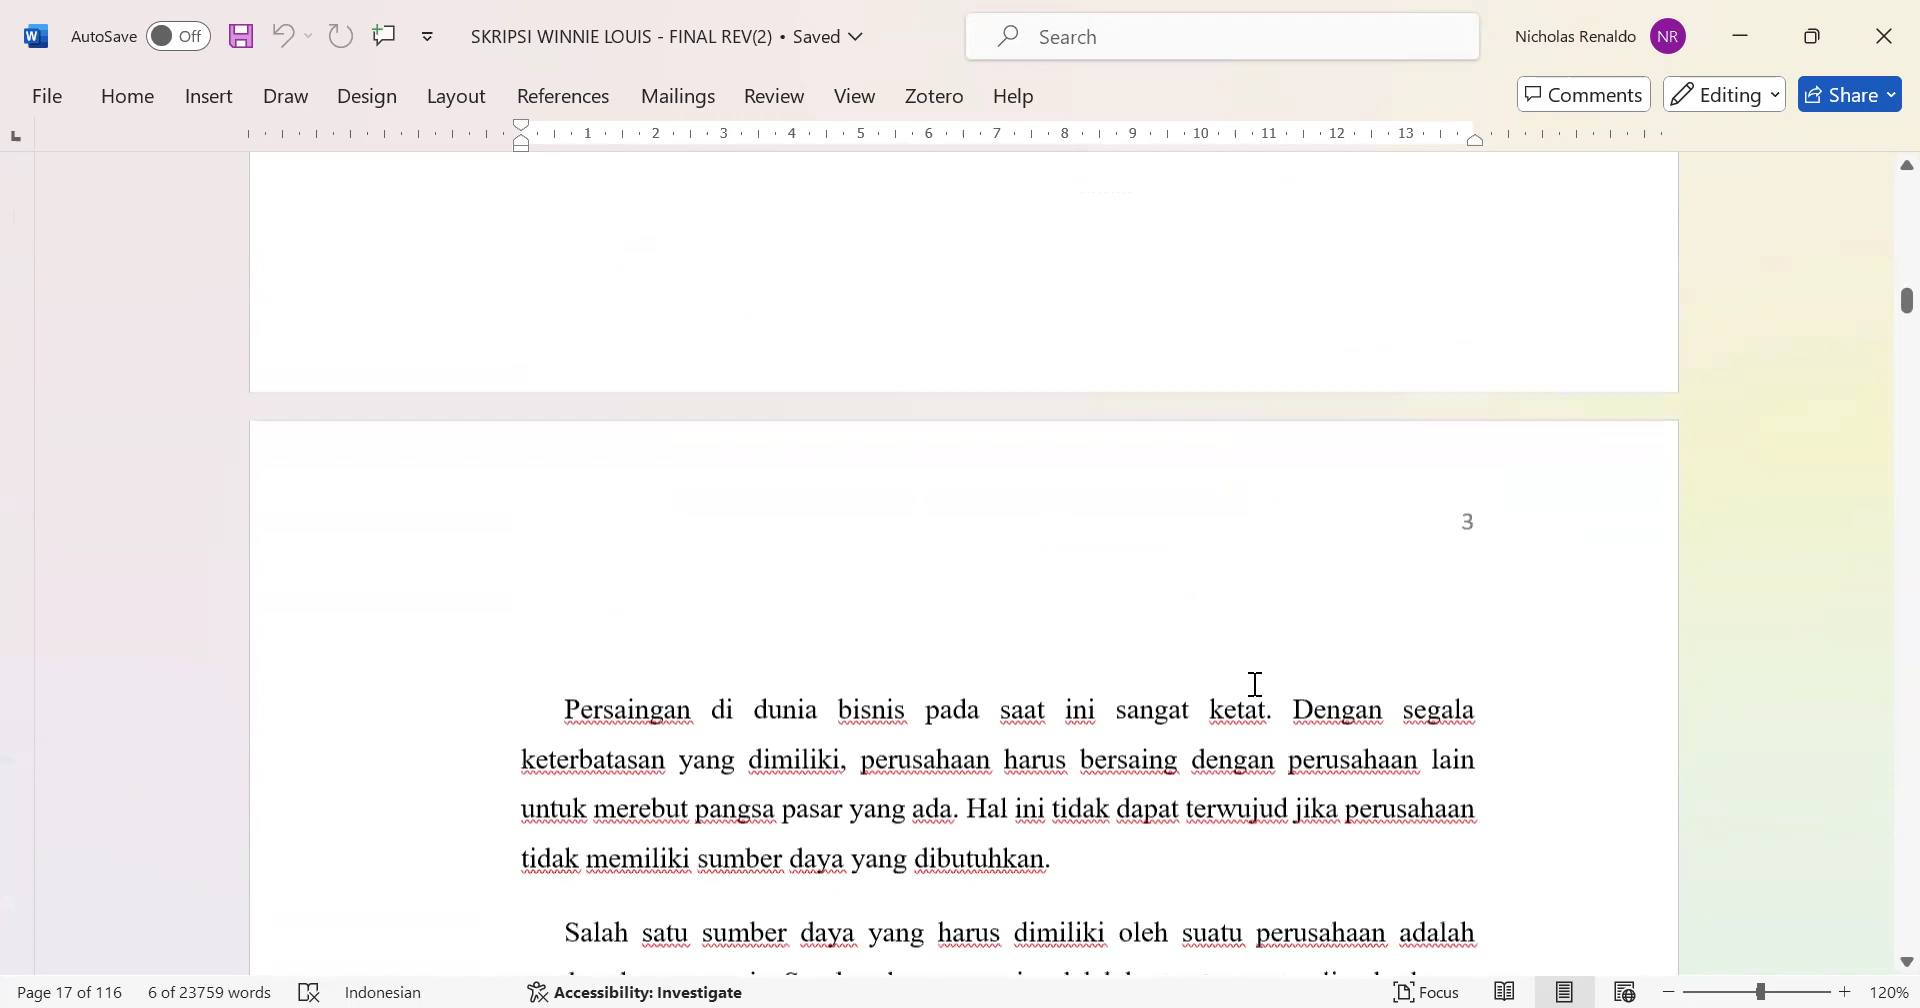 AutoSave Off SKRIPSI WINNIE LOUIS - FINAL REV(2) • Saved Search Nicholas Renaldo NR
File Home Insert Draw Design Layout References Mailings Review View Zotero Help Comments Editing Share
1 2 3 4 5 6 7 8 9 10 11 12 13
3
Persaingan di dunia bisnis pada saat ini sangat ketat. Dengan segala
keterbatasan yang dimiliki, perusahaan harus bersaing dengan perusahaan lain
untuk merebut pangsa pasar yang ada. Hal ini tidak dapat terwujud jika perusahaan
tidak memiliki sumber daya yang dibutuhkan.
Salah satu sumber daya yang harus dimiliki oleh suatu perusahaan adalah
Page 17 of 116 6 of 23759 words Indonesian Accessibility: Investigate Focus 120%